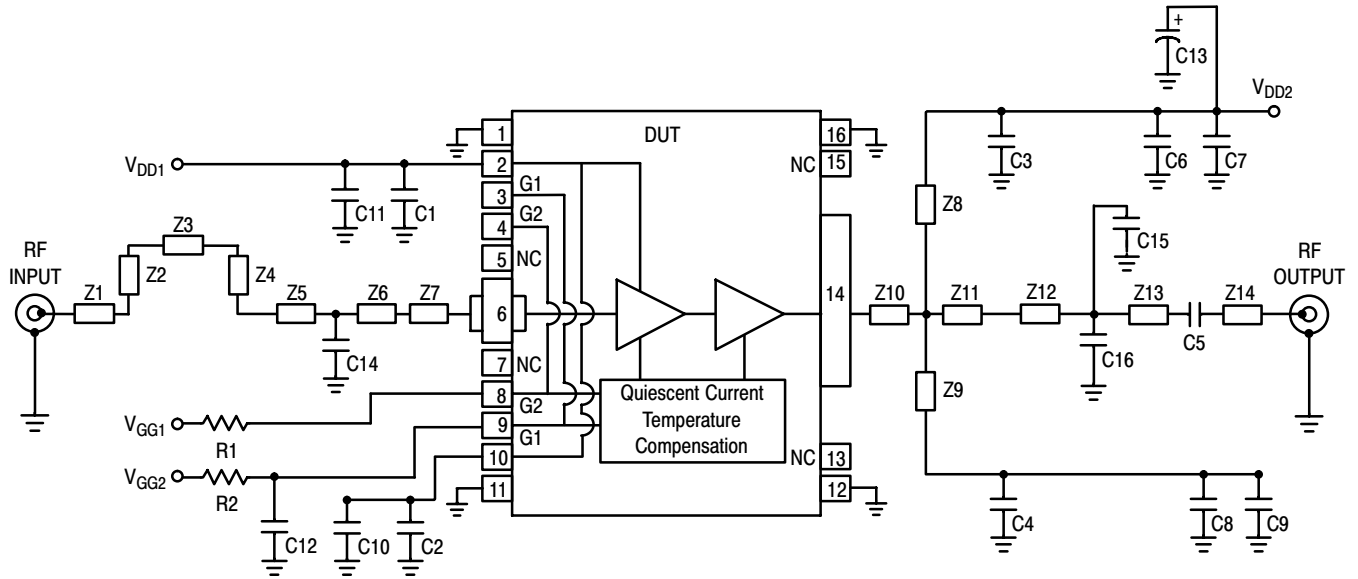 +
C13
V_DD2
DUT
1
16
NC
15
V_DD1
2
C11
C1
G1
3
G2
4
5
NC
C3
C6
C7
Z8
C15
RF
INPUT
Z1
Z2
Z3
Z4
Z5
Z6
Z7
C14
6
14
Z10
Z11
Z12
Z13
C5
Z14
RF
OUTPUT
C16
Z9
7
NC
8
G2
9
G1
10
11
Quiescent Current
Temperature
Compensation
NC
13
12
V_GG1
R1
V_GG2
R2
C12
C10
C2
C4
C8
C9